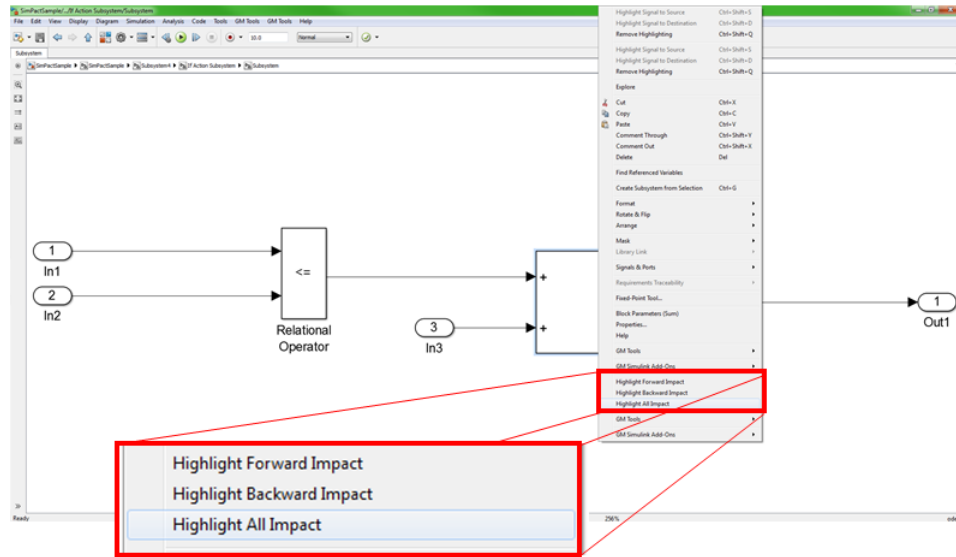 SimPactSample/.../If Action Subsystem/Subsystem
File Edit View Display Diagram Simulation Analysis Code Tools GM Tools GM Tools Help
10.0
Normal
Subsystem
SimPactSample SimPactSample Subsystem4 If Action Subsystem Subsystem
1
In1
2
In2
<=
Relational
Operator
3
In3
+
+
1
Out1
Highlight Signal to Source Ctrl+Shift+S
Highlight Signal to Destination Ctrl+Shift+D
Remove Highlighting Ctrl+Shift+Q
Highlight Signal to Source Ctrl+Shift+S
Highlight Signal to Destination Ctrl+Shift+D
Remove Highlighting Ctrl+Shift+Q
Explore
Cut Ctrl+X
Copy Ctrl+C
Paste Ctrl+V
Comment Through Ctrl+Shift+Y
Comment Out Ctrl+Shift+X
Delete Del
Find Referenced Variables
Create Subsystem from Selection Ctrl+G
Format
Rotate & Flip
Arrange
Mask
Library Link
Signals & Ports
Requirements Traceability
Fixed-Point Tool...
Block Parameters (Sum)
Properties...
Help
GM Tools
GM Simulink Add-Ons
Highlight Forward Impact
Highlight Backward Impact
Highlight All Impact
GM Tools
GM Simulink Add-Ons
Highlight Forward Impact
Highlight Backward Impact
Highlight All Impact
Ready
256%